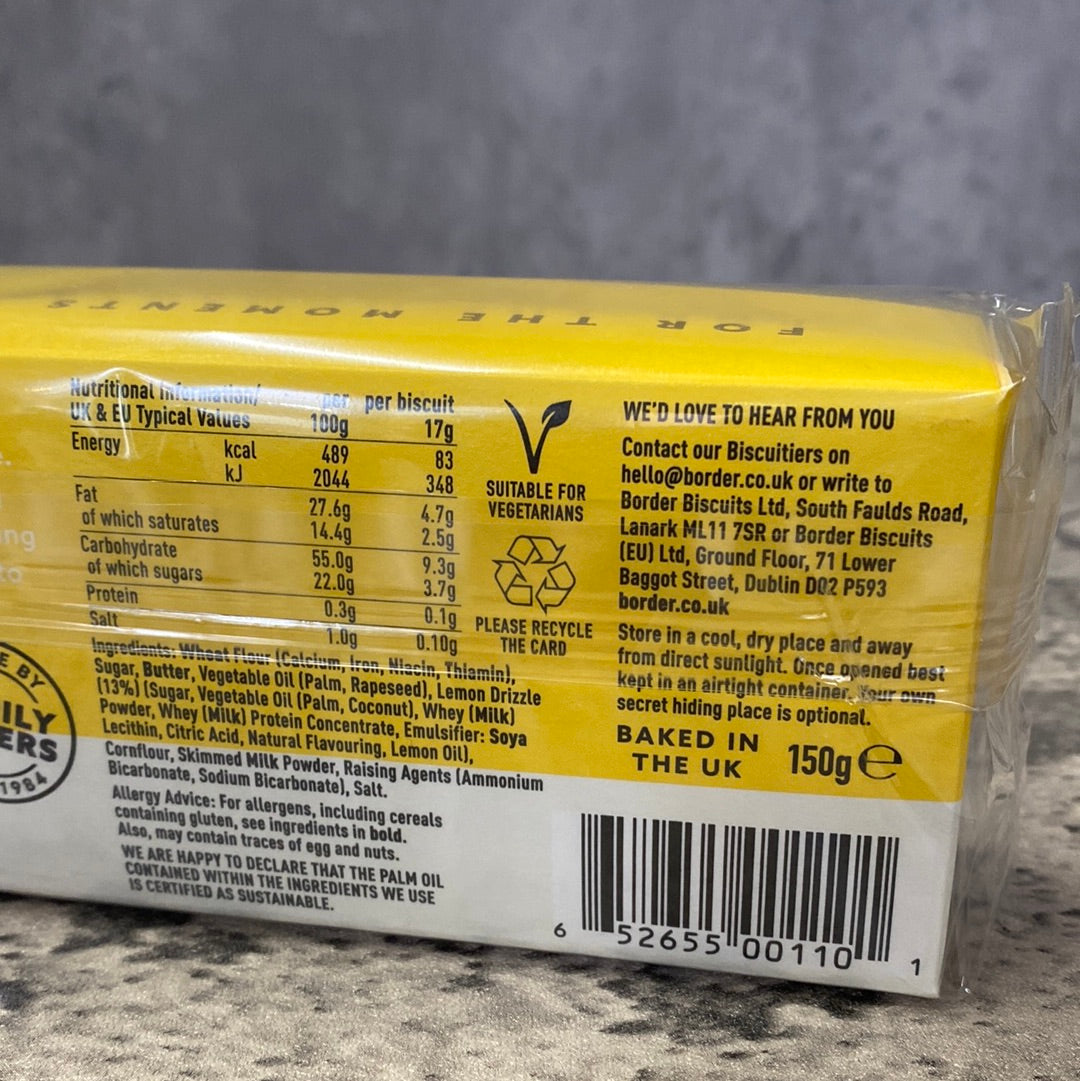 FOR THE MOMENTS
Nutritional Information/ per per biscuit
UK & EU Typical Values 100g 17g
Energy kcal 489 83
kJ 2044 348
Fat 27.6g 4.7g
of which saturates 14.4g 2.5g
Carbohydrate 55.0g 9.3g
of which sugars 22.0g 3.7g
Protein 0.3g 0.1g
Salt 1.0g 0.10g
Ingredients: Wheat Flour (Calcium, Iron, Niacin, Thiamin),
Sugar, Butter, Vegetable Oil (Palm, Rapeseed), Lemon Drizzle
(13%) (Sugar, Vegetable Oil (Palm, Coconut), Whey (Milk)
Powder, Whey (Milk) Protein Concentrate, Emulsifier: Soya
Lecithin, Citric Acid, Natural Flavouring, Lemon Oil),
Cornflour, Skimmed Milk Powder, Raising Agents (Ammonium
Bicarbonate, Sodium Bicarbonate), Salt.
Allergy Advice: For allergens, including cereals
containing gluten, see ingredients in bold.
Also, may contain traces of egg and nuts.
WE ARE HAPPY TO DECLARE THAT THE PALM OIL
CONTAINED WITHIN THE INGREDIENTS WE USE
IS CERTIFIED AS SUSTAINABLE.
SUITABLE FOR
VEGETARIANS
PLEASE RECYCLE
THE CARD
WE'D LOVE TO HEAR FROM YOU
Contact our Biscuitiers on
hello@border.co.uk or write to
Border Biscuits Ltd, South Faulds Road,
Lanark ML11 7SR or Border Biscuits
(EU) Ltd, Ground Floor, 71 Lower
Baggot Street, Dublin D02 P593
border.co.uk
Store in a cool, dry place and away
from direct sunlight. Once opened best
kept in an airtight container. Your own
secret hiding place is optional.
BAKED IN
THE UK
150g ℮
6 52655 00110 1
BY
1984